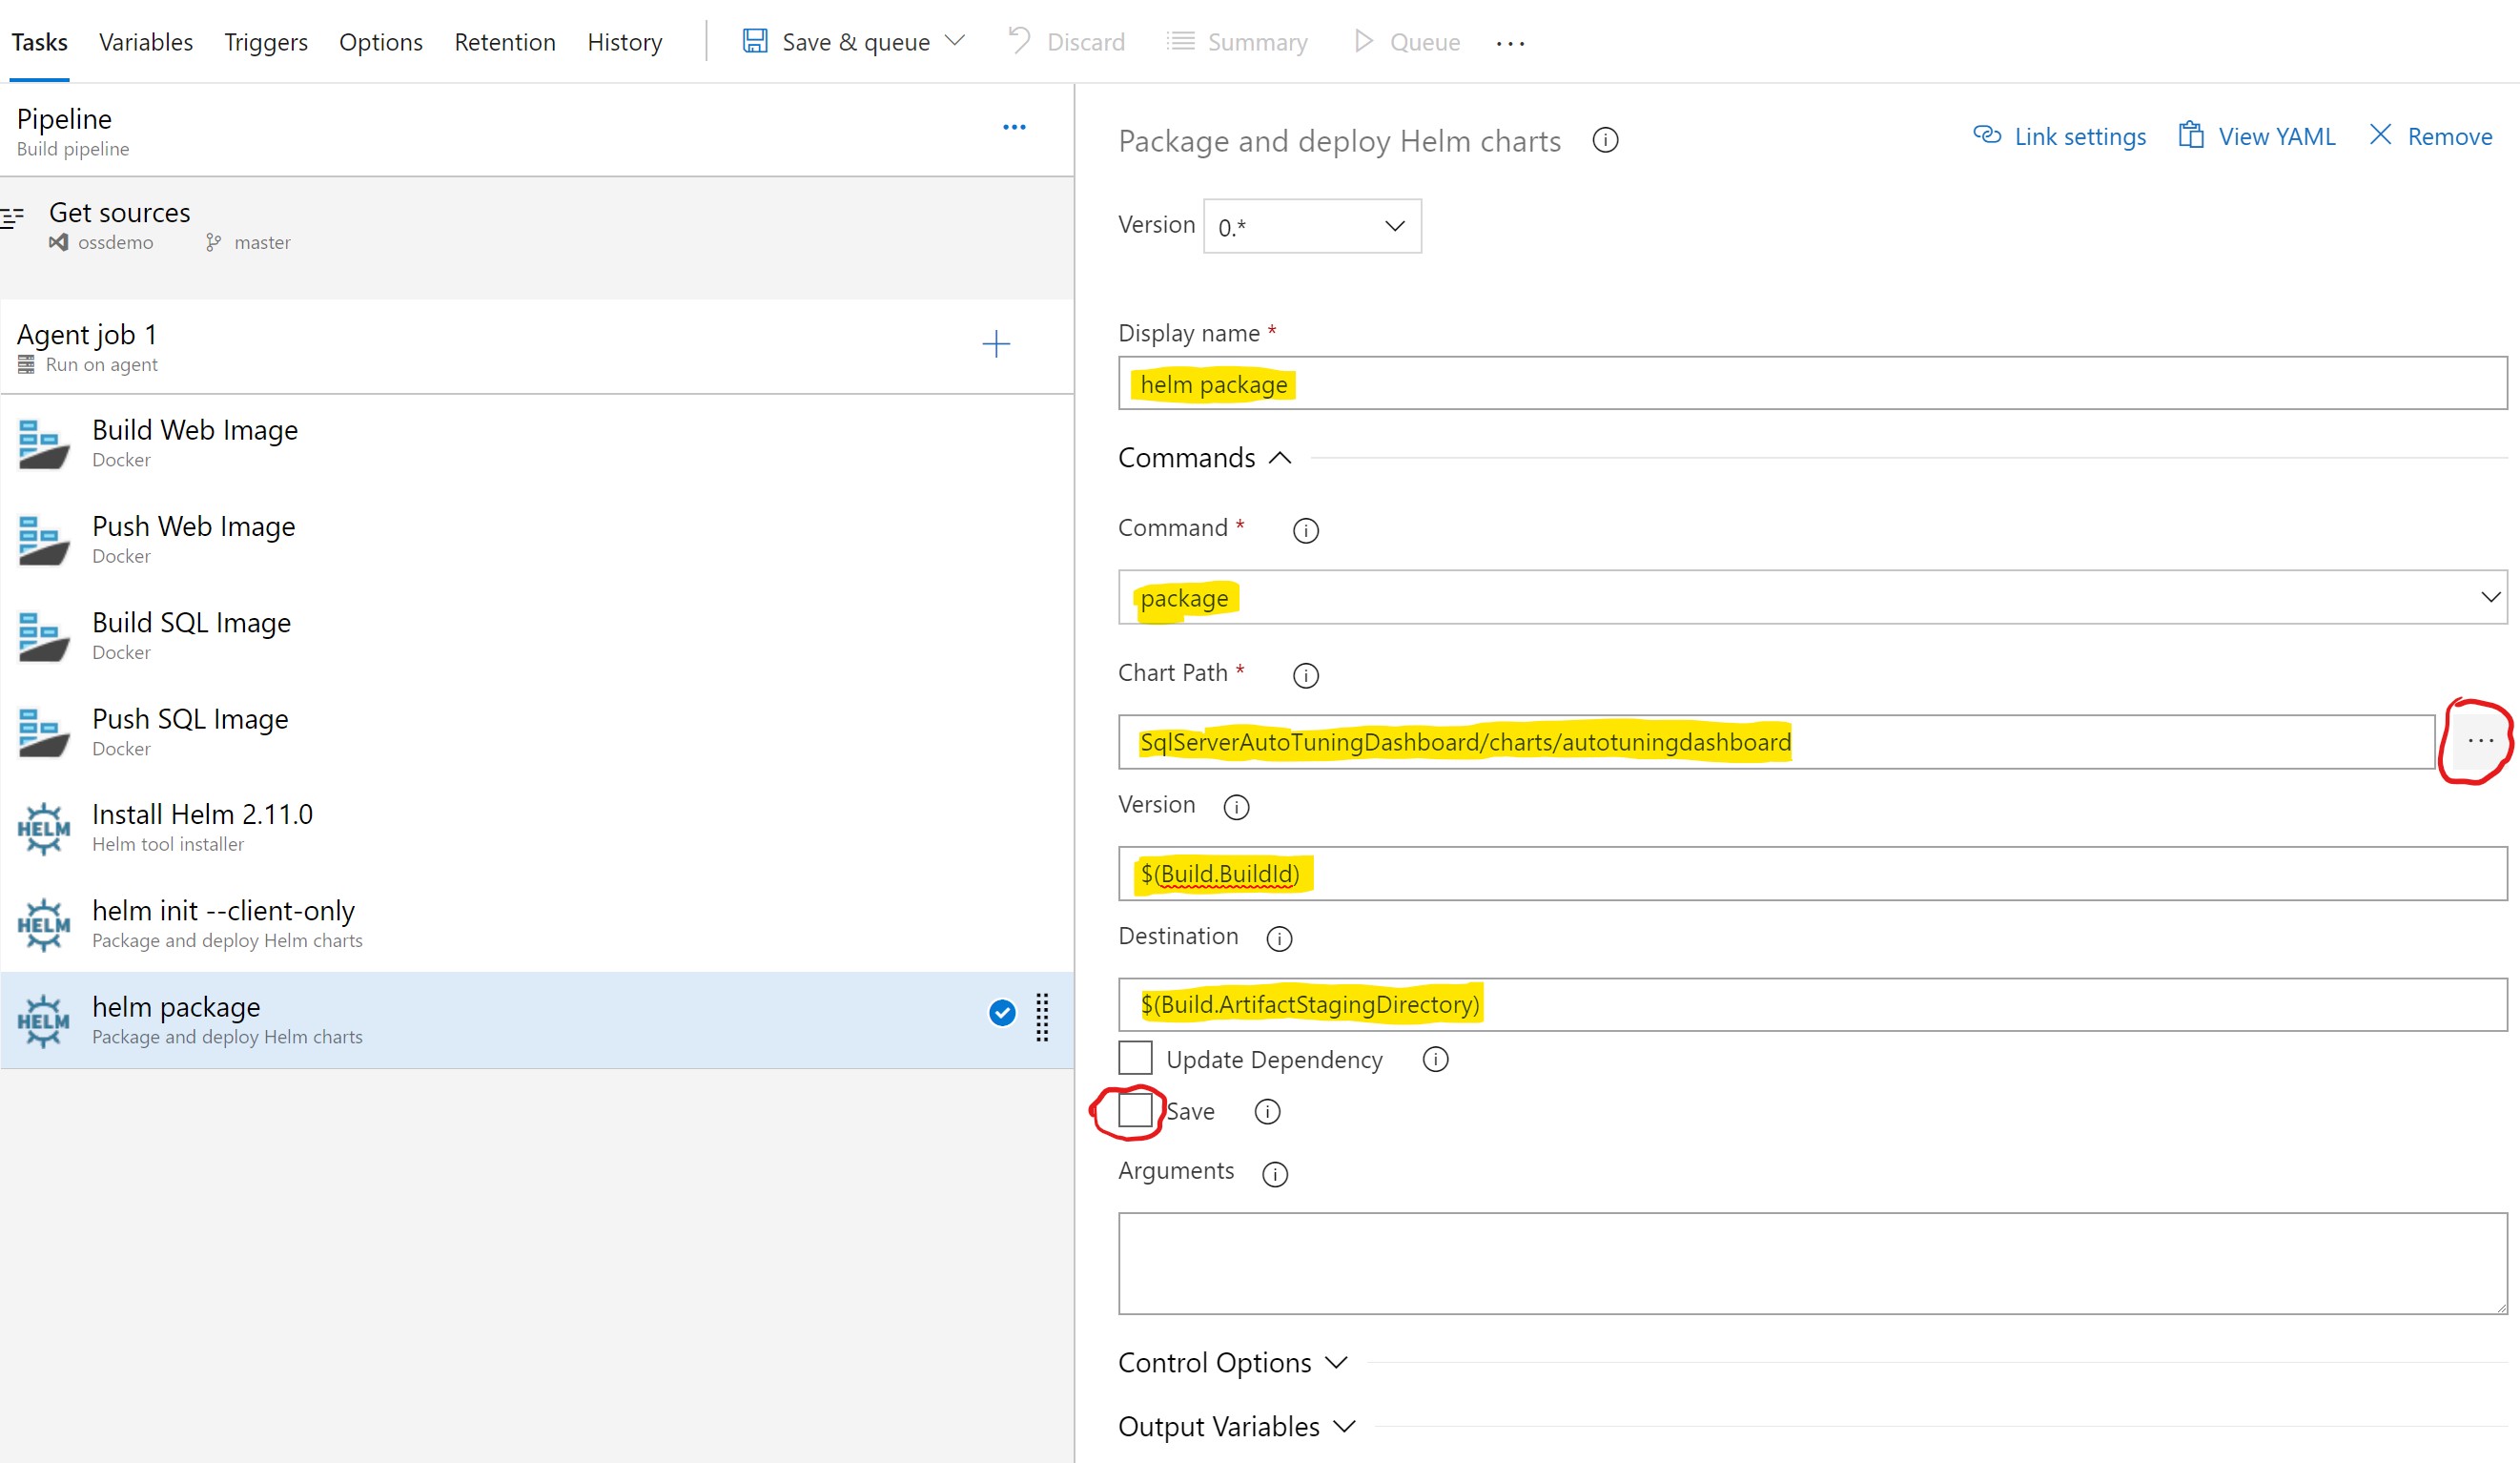 Tasks Variables Triggers Options Retention History Save & queue Discard Summary Queue ...
Pipeline
Build pipeline
...
Get sources
ossdemo master
Agent job 1
Run on agent
Build Web Image
Docker
Push Web Image
Docker
Build SQL Image
Docker
Push SQL Image
Docker
HELM
Install Helm 2.11.0
Helm tool installer
HELM
helm init --client-only
Package and deploy Helm charts
HELM
helm package
Package and deploy Helm charts
Package and deploy Helm charts
Link settings View YAML Remove
Version 0.*
Display name *
helm package
Commands
Command *
package
Chart Path *
SqlServerAutoTuningDashboard/charts/autotuningdashboard
...
Version
$(Build.BuildId)
Destination
$(Build.ArtifactStagingDirectory)
Update Dependency
Save
Arguments
Control Options
Output Variables